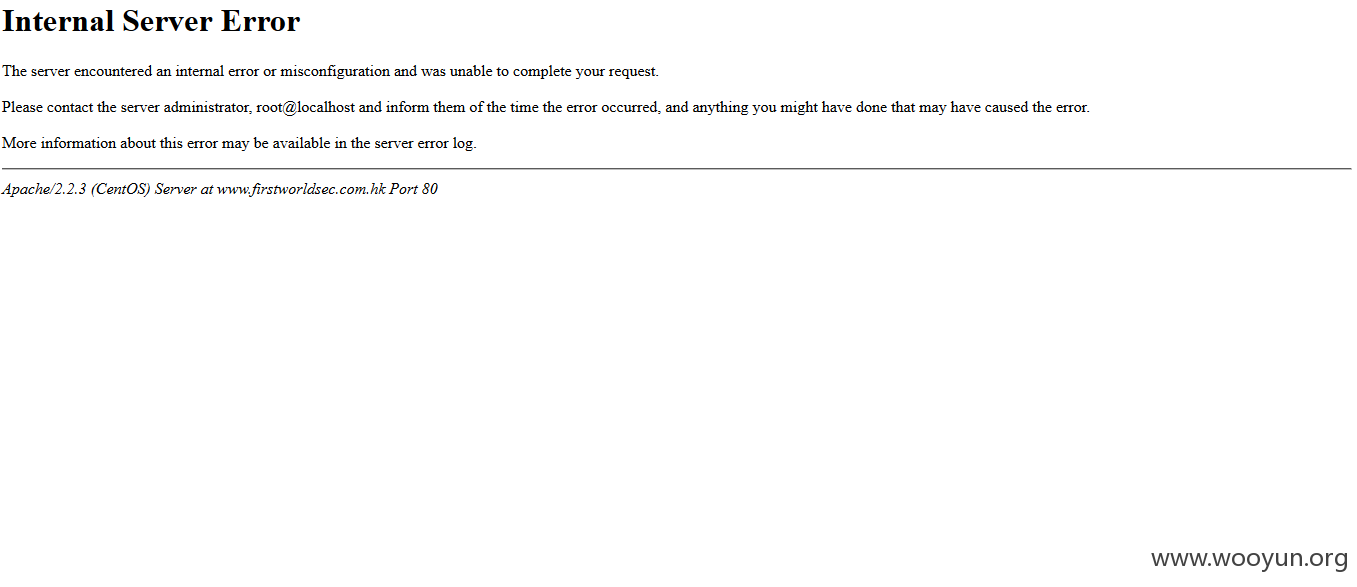 Internal Server Error
The server encountered an internal error or misconfiguration and was unable to complete your request.
Please contact the server administrator, root@localhost and inform them of the time the error occurred, and anything you might have done that may have caused the error.
More information about this error may be available in the server error log.
Apache/2.2.3 (CentOS) Server at www.firstworldsec.com.hk Port 80
www.wooyun.org